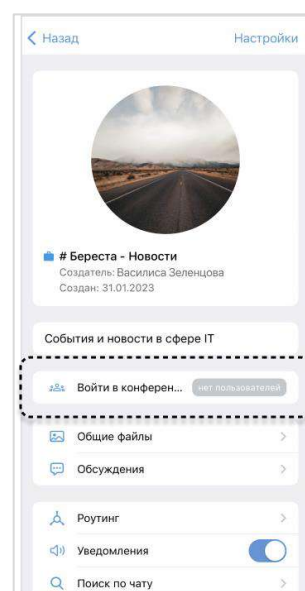 Назад Настройки
# Береста - Новости
Создатель: Василиса Зеленцова
Создан: 31.01.2023
События и новости в сфере IT
Войти в конферен... нет пользователей
Общие файлы
Обсуждения
Роутинг
Уведомления
Поиск по чату